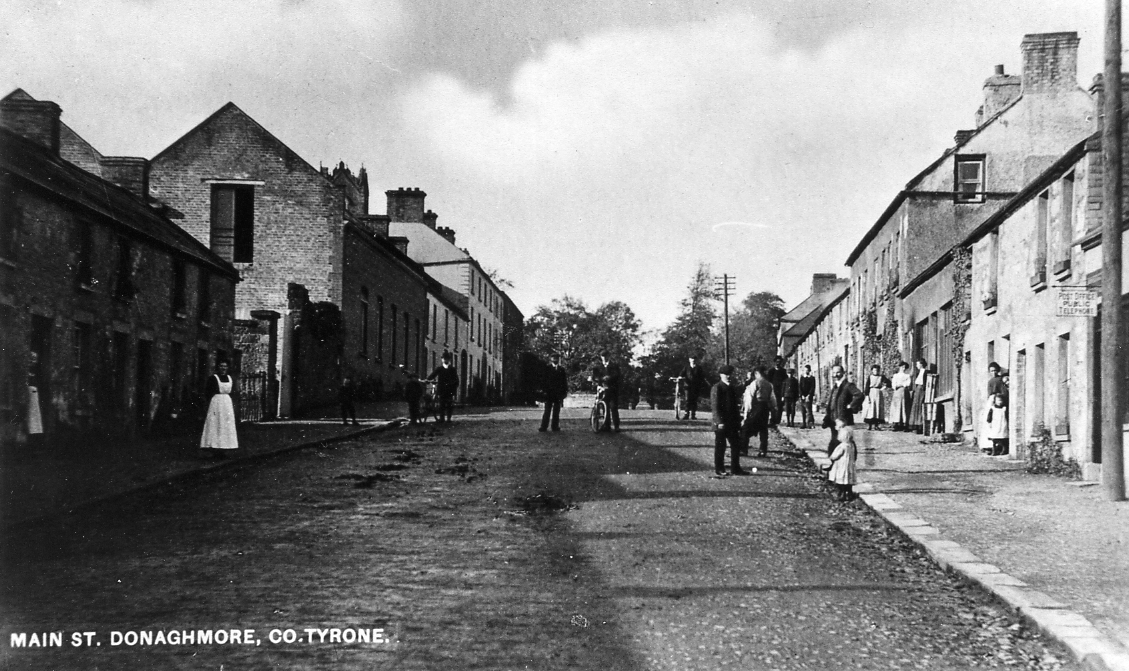 POST OFFICE
PUBLIC
TELEPHONE
MAIN ST. DONAGHMORE, CO. TYRONE.